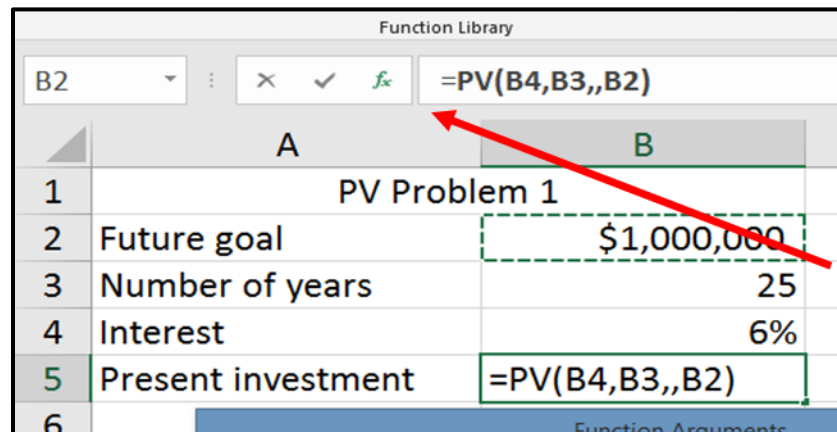 Function Library
B2 fx =PV(B4,B3,,B2)
A B
1 PV Problem 1
2 Future goal $1,000,000
3 Number of years 25
4 Interest 6%
5 Present investment =PV(B4,B3,,B2)
6 Function Arguments